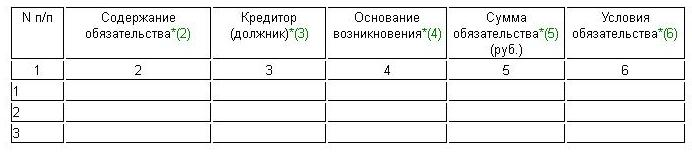 N п/п
Содержание
обязательства*(2)
Кредитор
(должник)*(3)
Основание
возникновения*(4)
Сумма
обязательства*(5)
(руб.)
Условия
обязательства*(6)
1 2 3 4 5 6
1
2
3